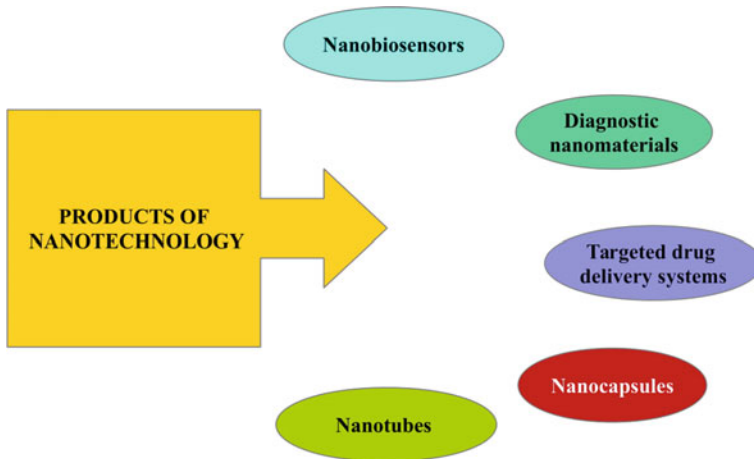 PRODUCTS OF
NANOTECHNOLOGY
Nanobiosensors
Diagnostic
nanomaterials
Targeted drug
delivery systems
Nanocapsules
Nanotubes